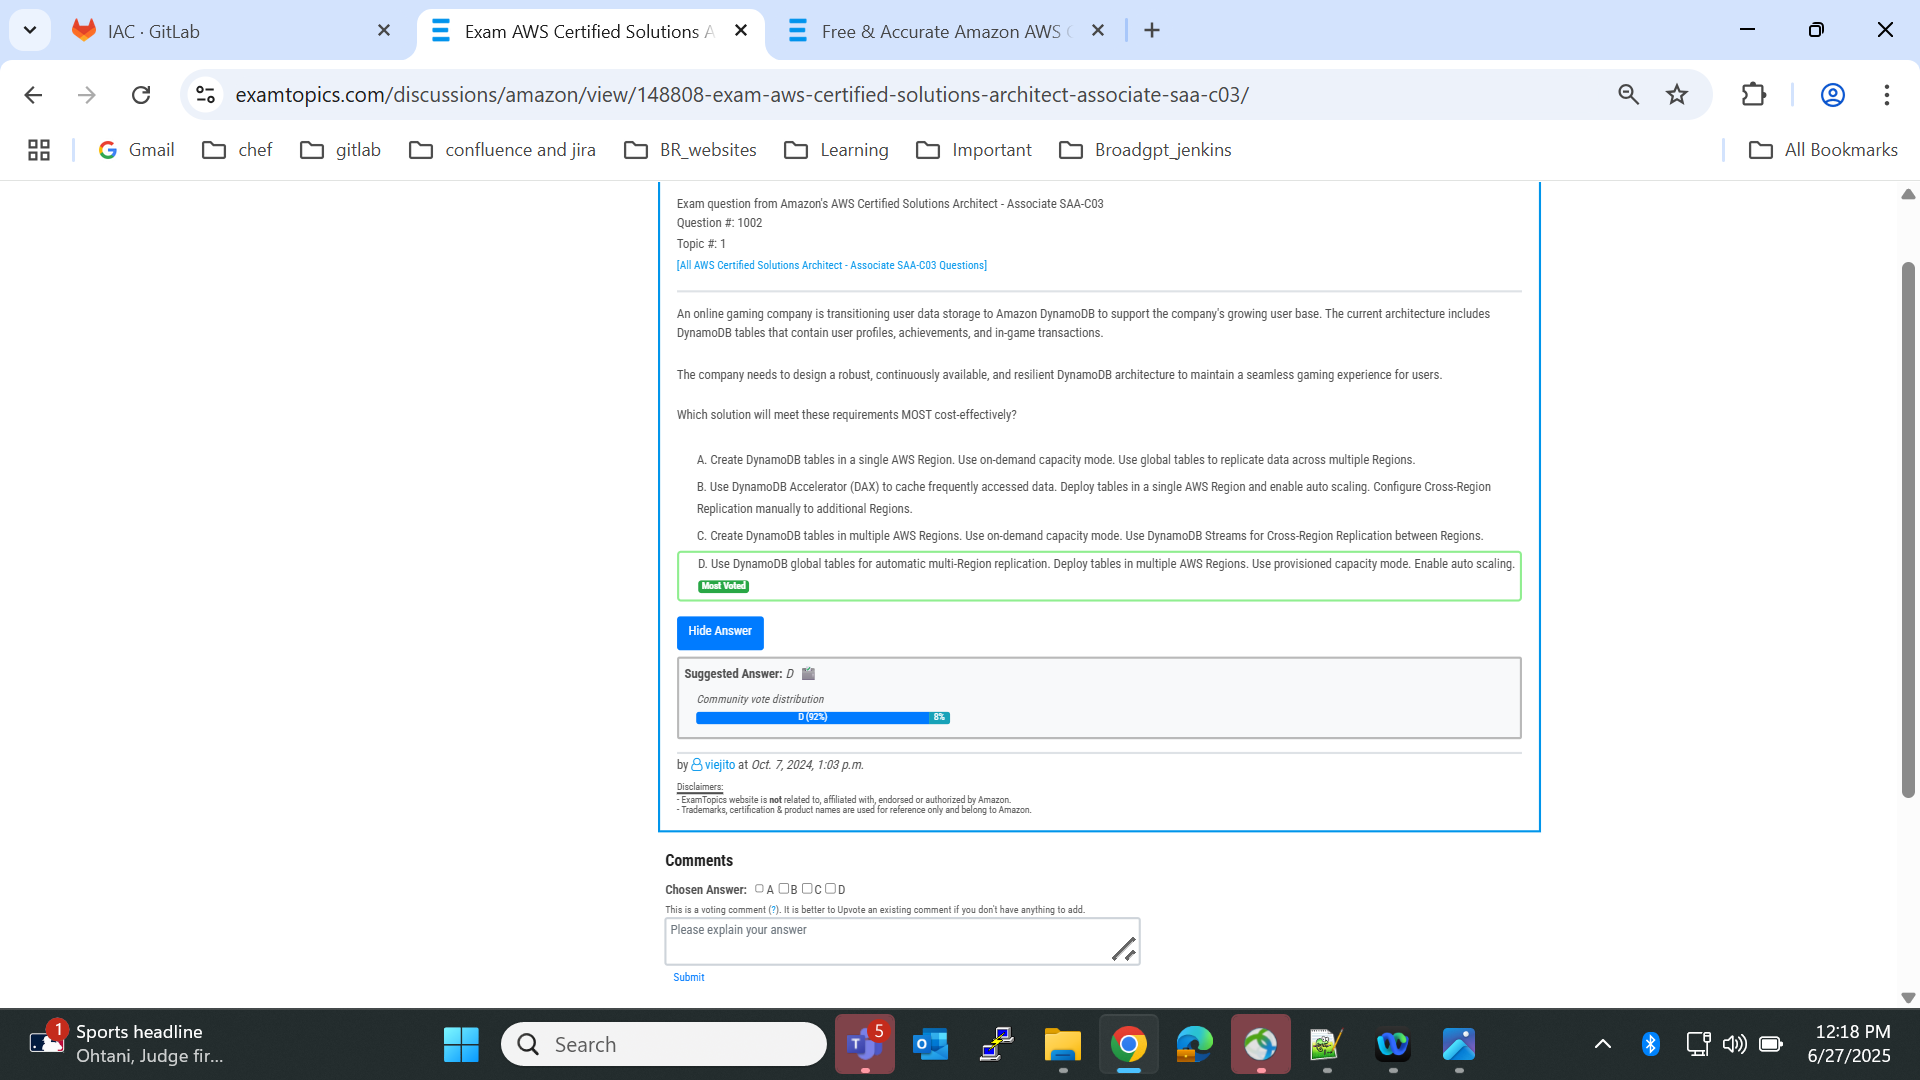 IAC · GitLab
Exam AWS Certified Solutions A
Free & Accurate Amazon AWS C
examtopics.com/discussions/amazon/view/148808-exam-aws-certified-solutions-architect-associate-saa-c03/
Gmail
chef
gitlab
confluence and jira
BR_websites
Learning
Important
Broadgpt_jenkins
All Bookmarks
Exam question from Amazon's AWS Certified Solutions Architect - Associate SAA-C03
Question #: 1002
Topic #: 1
[All AWS Certified Solutions Architect - Associate SAA-C03 Questions]
An online gaming company is transitioning user data storage to Amazon DynamoDB to support the company's growing user base. The current architecture includes
DynamoDB tables that contain user profiles, achievements, and in-game transactions.
The company needs to design a robust, continuously available, and resilient DynamoDB architecture to maintain a seamless gaming experience for users.
Which solution will meet these requirements MOST cost-effectively?
A. Create DynamoDB tables in a single AWS Region. Use on-demand capacity mode. Use global tables to replicate data across multiple Regions.
B. Use DynamoDB Accelerator (DAX) to cache frequently accessed data. Deploy tables in a single AWS Region and enable auto scaling. Configure Cross-Region
Replication manually to additional Regions.
C. Create DynamoDB tables in multiple AWS Regions. Use on-demand capacity mode. Use DynamoDB Streams for Cross-Region Replication between Regions.
D. Use DynamoDB global tables for automatic multi-Region replication. Deploy tables in multiple AWS Regions. Use provisioned capacity mode. Enable auto scaling.
Most Voted
Hide Answer
Suggested Answer: D
Community vote distribution
D (92%) 8%
by viejito at Oct. 7, 2024, 1:03 p.m.
Disclaimers:
- ExamTopics website is not related to, affiliated with, endorsed or authorized by Amazon.
- Trademarks, certification & product names are used for reference only and belong to Amazon.
Comments
Chosen Answer: A B C D
This is a voting comment (?). It is better to Upvote an existing comment if you don't have anything to add.
Please explain your answer
Submit
1
Sports headline
Ohtani, Judge fir...
Search
5
12:18 PM
6/27/2025